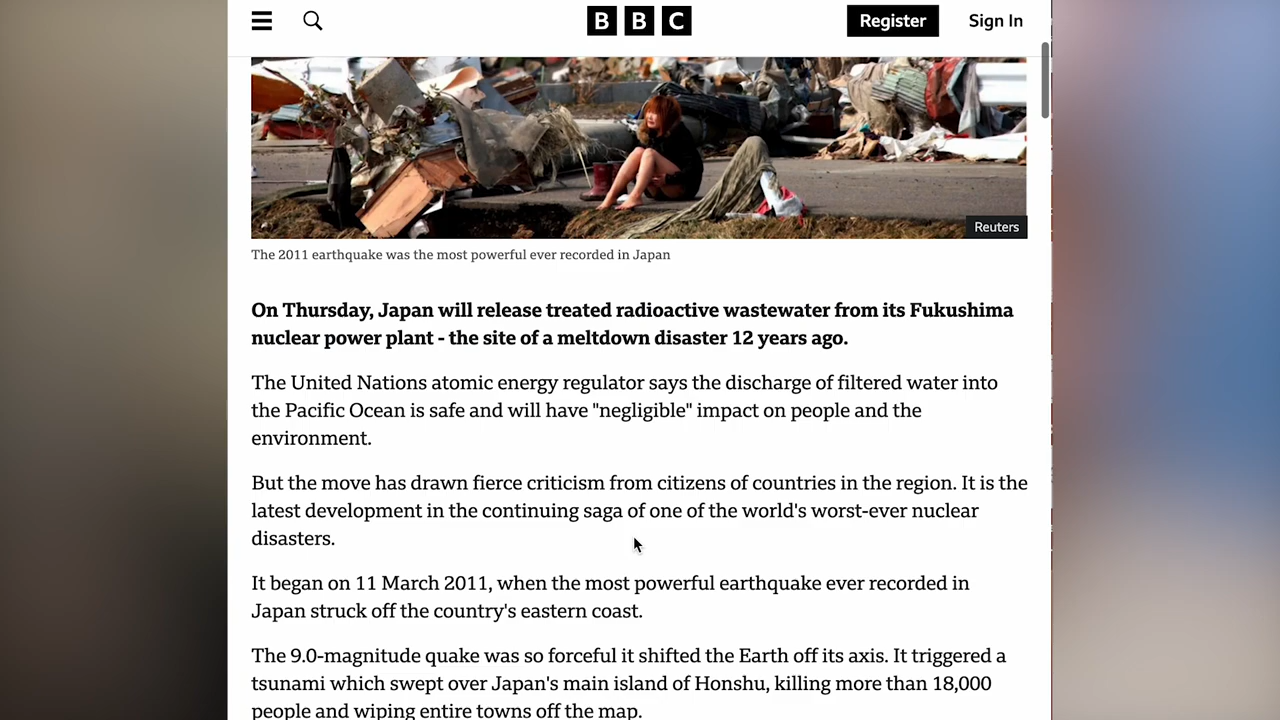 BBC
Register
Sign In
Reuters
The 2011 earthquake was the most powerful ever recorded in Japan
On Thursday, Japan will release treated radioactive wastewater from its Fukushima
nuclear power plant - the site of a meltdown disaster 12 years ago.
The United Nations atomic energy regulator says the discharge of filtered water into
the Pacific Ocean is safe and will have "negligible" impact on people and the
environment.
But the move has drawn fierce criticism from citizens of countries in the region. It is the
latest development in the continuing saga of one of the world's worst-ever nuclear
disasters.
It began on 11 March 2011, when the most powerful earthquake ever recorded in
Japan struck off the country's eastern coast.
The 9.0-magnitude quake was so forceful it shifted the Earth off its axis. It triggered a
tsunami which swept over Japan's main island of Honshu, killing more than 18,000
people and wiping entire towns off the map.